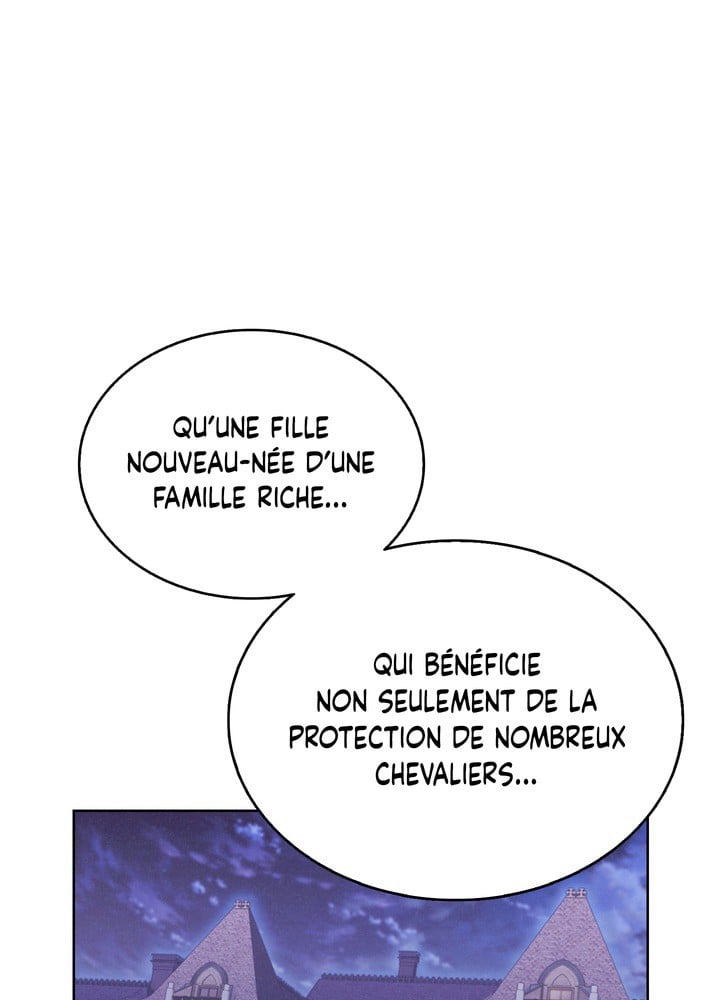 QU'UNE FILLE
NOUVEAU-NÉE D'UNE
FAMILLE RICHE...
QUI BÉNÉFICIE
NON SEULEMENT DE LA
PROTECTION DE NOMBREUX
CHEVALIERS...